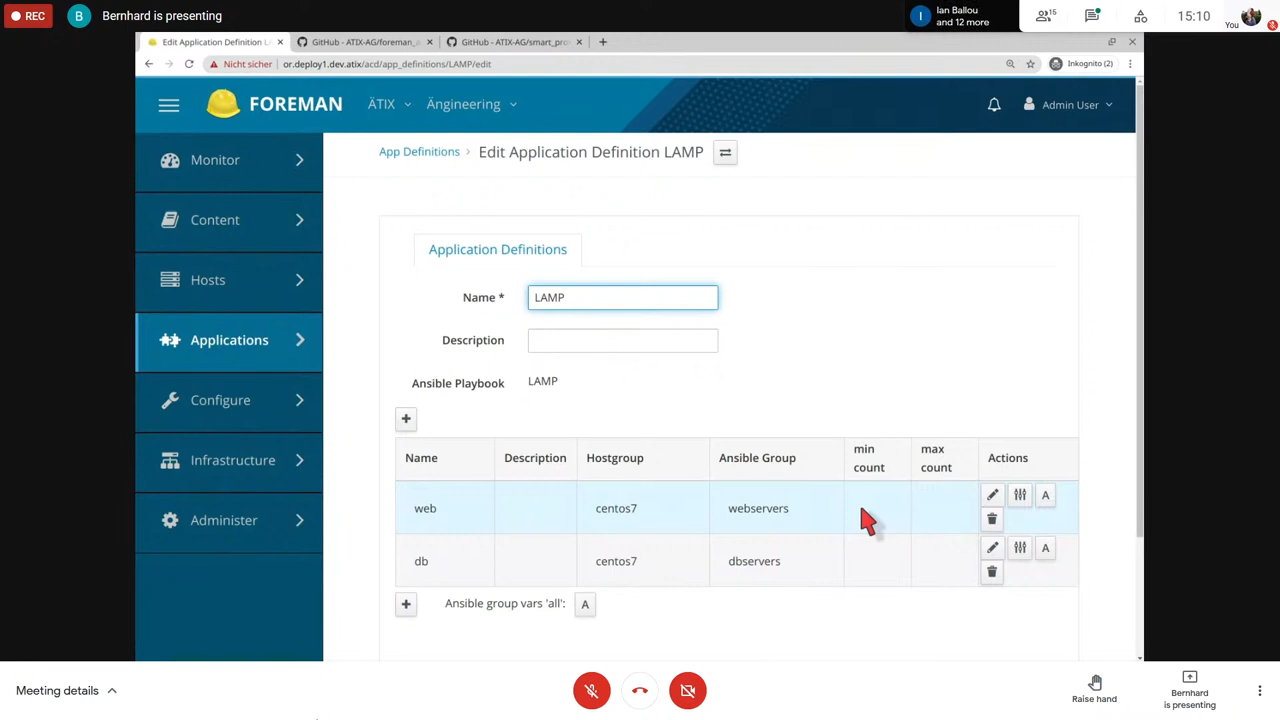 REC
B
Bernhard is presenting
I
Ian Ballou
and 12 more
15
15:10
You
Edit Application Definition L
GitHub - ATIX-AG/foreman_
GitHub - ATIX-AG/smart_pro
Nicht sicher
or.deploy1.dev.atix/acd/app_definitions/LAMP/edit
Inkognito (2)
FOREMAN
ÄTIX
Ängineering
Admin User
Monitor
Content
Hosts
Applications
Configure
Infrastructure
Administer
App Definitions
Edit Application Definition LAMP
Application Definitions
Name *
LAMP
Description
Ansible Playbook
LAMP
Name
Description
Hostgroup
Ansible Group
min count
max count
Actions
web
centos7
webservers
A
db
centos7
dbservers
A
Ansible group vars 'all':
A
Meeting details
Raise hand
Bernhard
is presenting